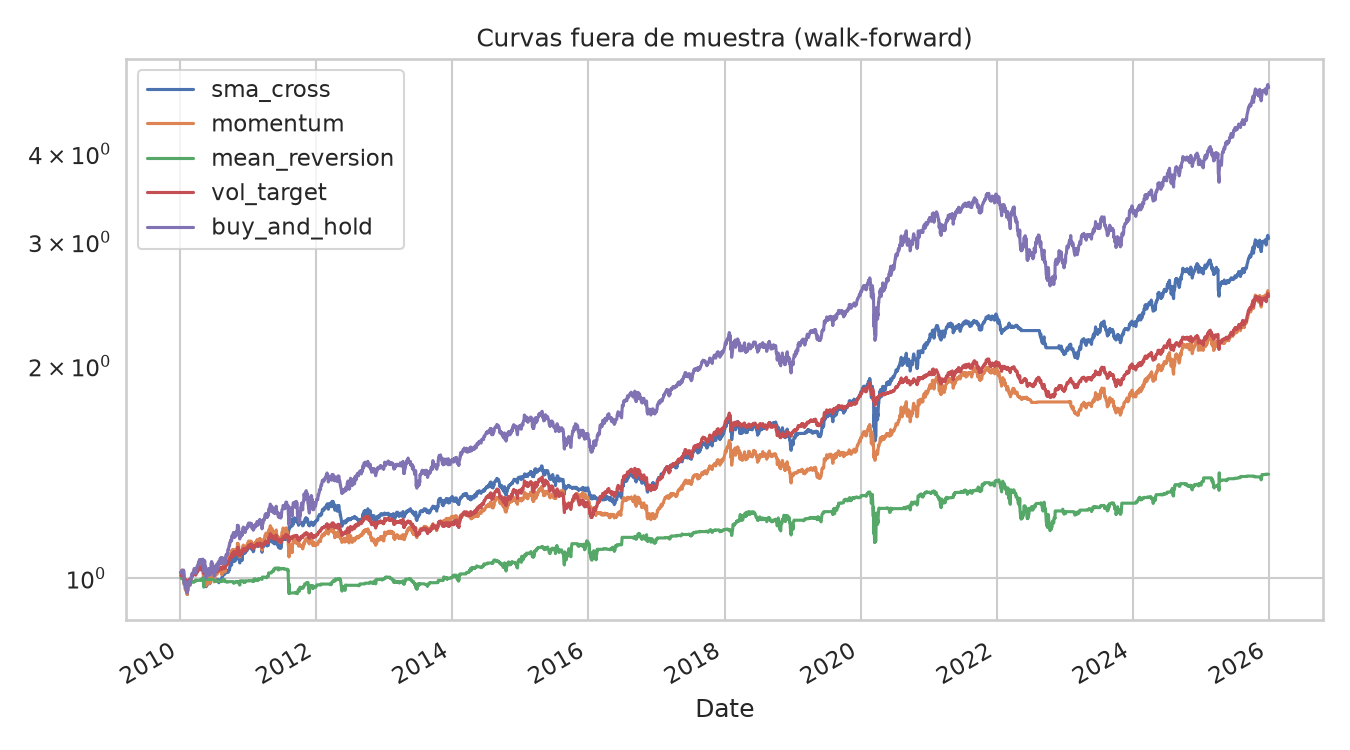 Curvas fuera de muestra (walk-forward)
sma_cross
momentum
mean_reversion
vol_target
buy_and_hold
4 × 10⁰
3 × 10⁰
2 × 10⁰
10⁰
2010 2012 2014 2016 2018 2020 2022 2024 2026
Date